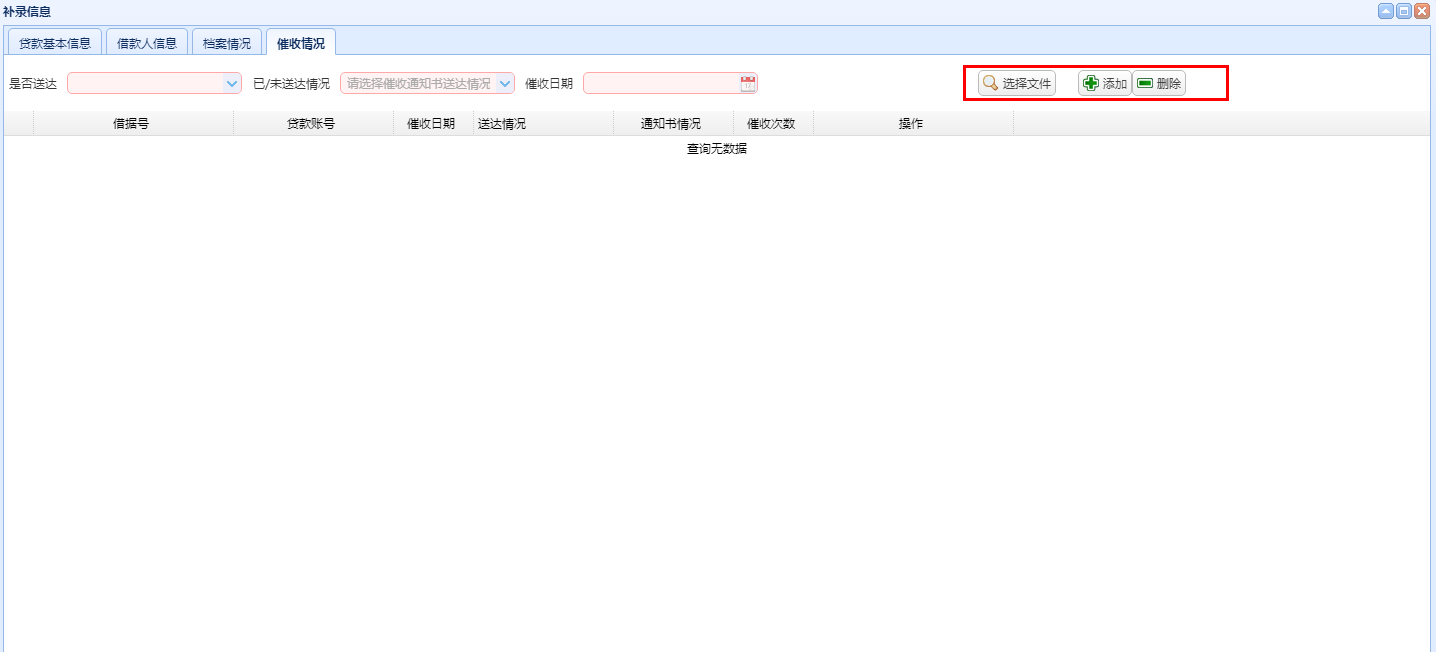 补录信息
贷款基本信息 借款人信息 档案情况 催收情况
是否送达 已/未送达情况 请选择催收通知书送达情况 催收日期 选择文件 添加 删除
借据号 贷款账号 催收日期 送达情况 通知书情况 催收次数 操作
查询无数据